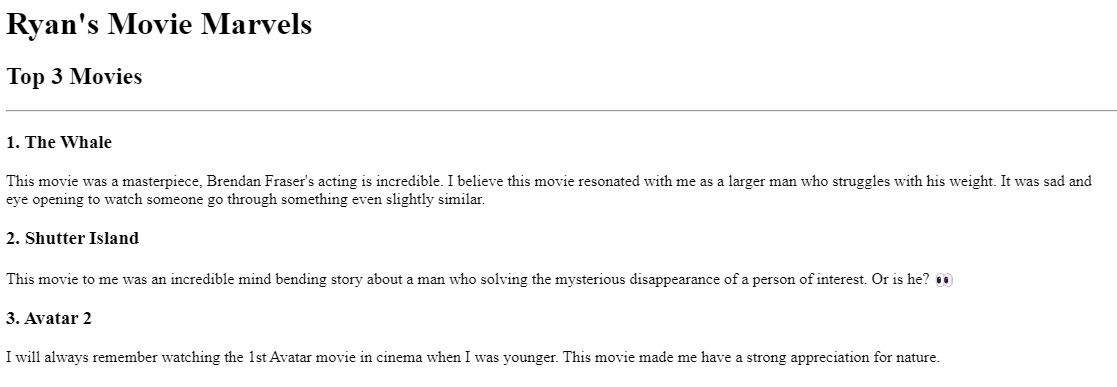 Ryan's Movie Marvels
Top 3 Movies
1. The Whale
This movie was a masterpiece, Brendan Fraser's acting is incredible. I believe this movie resonated with me as a larger man who struggles with his weight. It was sad and
eye opening to watch someone go through something even slightly similar.
2. Shutter Island
This movie to me was an incredible mind bending story about a man who solving the mysterious disappearance of a person of interest. Or is he? 👀
3. Avatar 2
I will always remember watching the 1st Avatar movie in cinema when I was younger. This movie made me have a strong appreciation for nature.